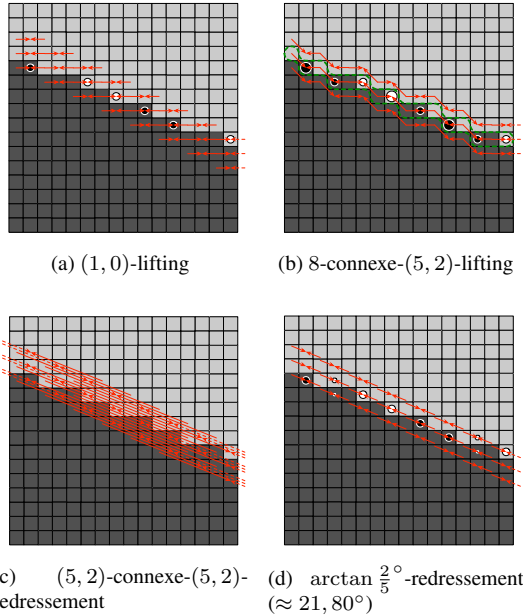 (a) (1, 0)-lifting
(b) 8-connexe-(5, 2)-lifting
c) (5, 2)-connexe-(5, 2)-
redressement
(d) arctan 2/5°-redressement
(≈ 21, 80°)